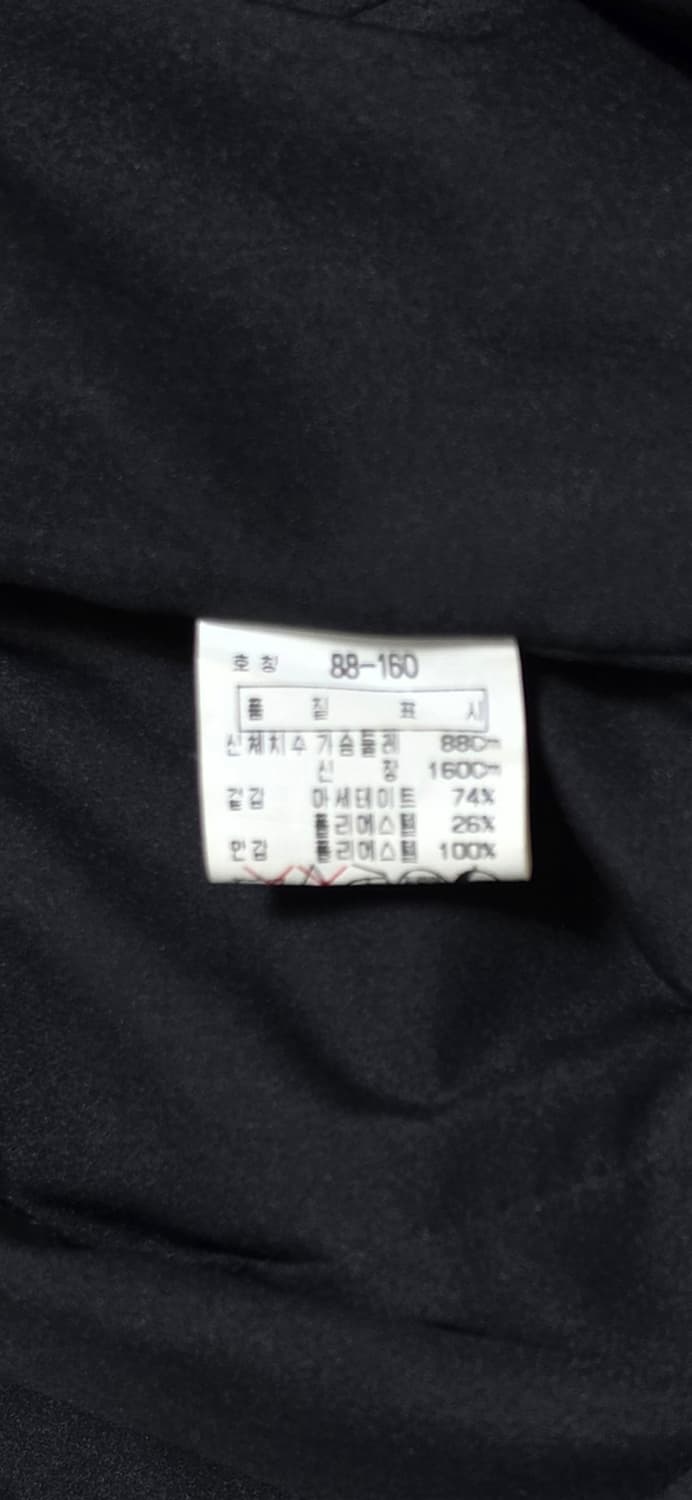 호칭 88-160
품질표시
신체치수 가슴둘레 88Cm
신장 160Cm
겉감 아세테이트 74%
폴리에스텔 26%
안감 폴리에스텔 100%